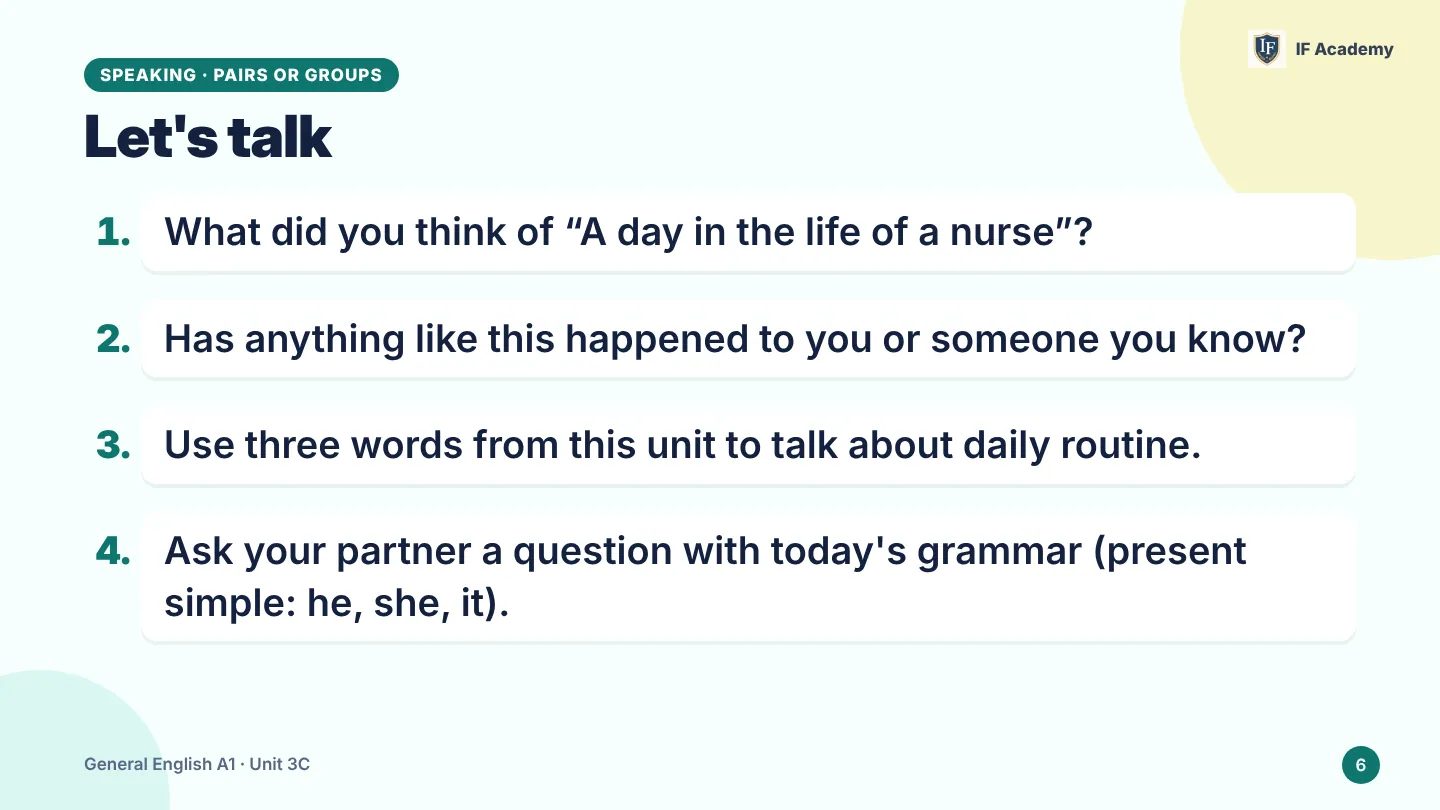 IF Academy
SPEAKING · PAIRS OR GROUPS
Let's talk
1. What did you think of “A day in the life of a nurse”?
2. Has anything like this happened to you or someone you know?
3. Use three words from this unit to talk about daily routine.
4. Ask your partner a question with today's grammar (present
simple: he, she, it).
General English A1 · Unit 3C
6